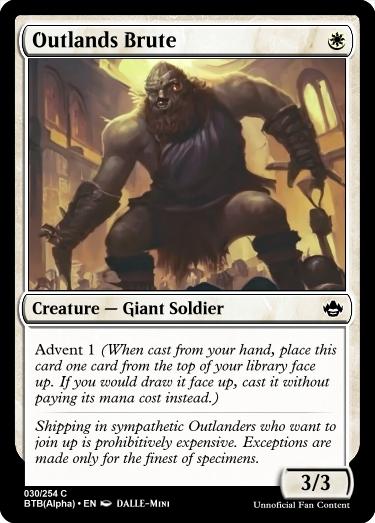 Outlands Brute
Creature — Giant Soldier
Advent 1 (When cast from your hand, place this
card one card from the top of your library face
up. If you would draw it face up, cast it without
paying its mana cost instead.)
Shipping in sympathetic Outlanders who want to
join up is prohibitively expensive. Exceptions are
made only for the finest of specimens.
3/3
030/254 C
BTB(Alpha) • EN DALLE-Mini
Unnoficial Fan Content